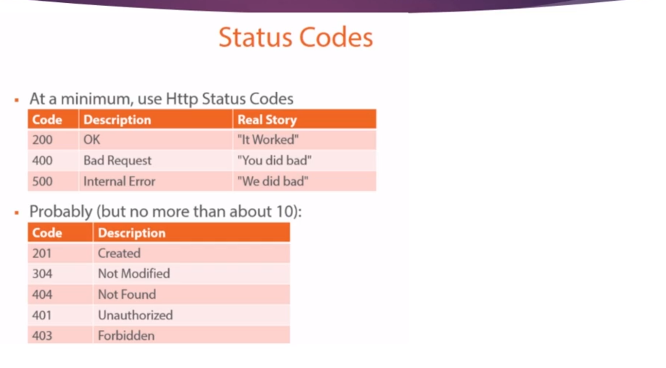 Status Codes
▪ At a minimum, use Http Status Codes
Code Description Real Story
200 OK "It Worked"
400 Bad Request "You did bad"
500 Internal Error "We did bad"
▪ Probably (but no more than about 10):
Code Description
201 Created
304 Not Modified
404 Not Found
401 Unauthorized
403 Forbidden